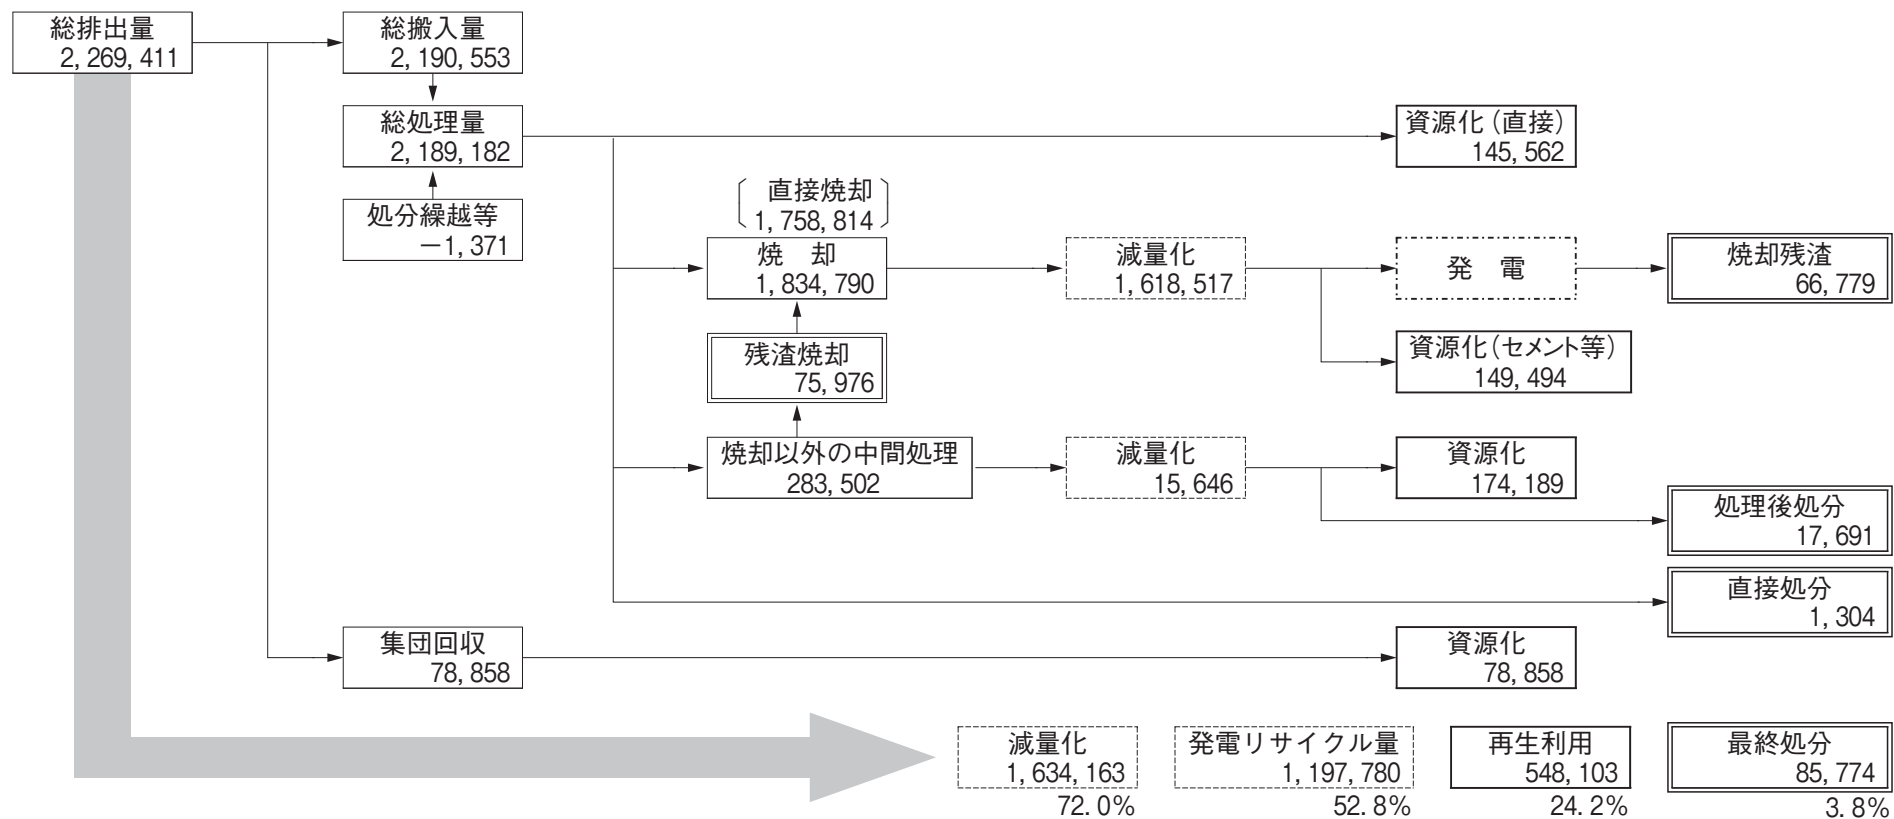 総排出量
2,269,411
総搬入量
2,190,553
総処理量
2,189,182
処分繰越等
－1,371
資源化(直接)
145,562
直接焼却
1,758,814
焼　却
1,834,790
減量化
1,618,517
発　電
焼却残渣
66,779
残渣焼却
75,976
資源化(セメント等)
149,494
焼却以外の中間処理
283,502
減量化
15,646
資源化
174,189
処理後処分
17,691
直接処分
1,304
集団回収
78,858
資源化
78,858
減量化
1,634,163
72.0%
発電リサイクル量
1,197,780
52.8%
再生利用
548,103
24.2%
最終処分
85,774
3.8%